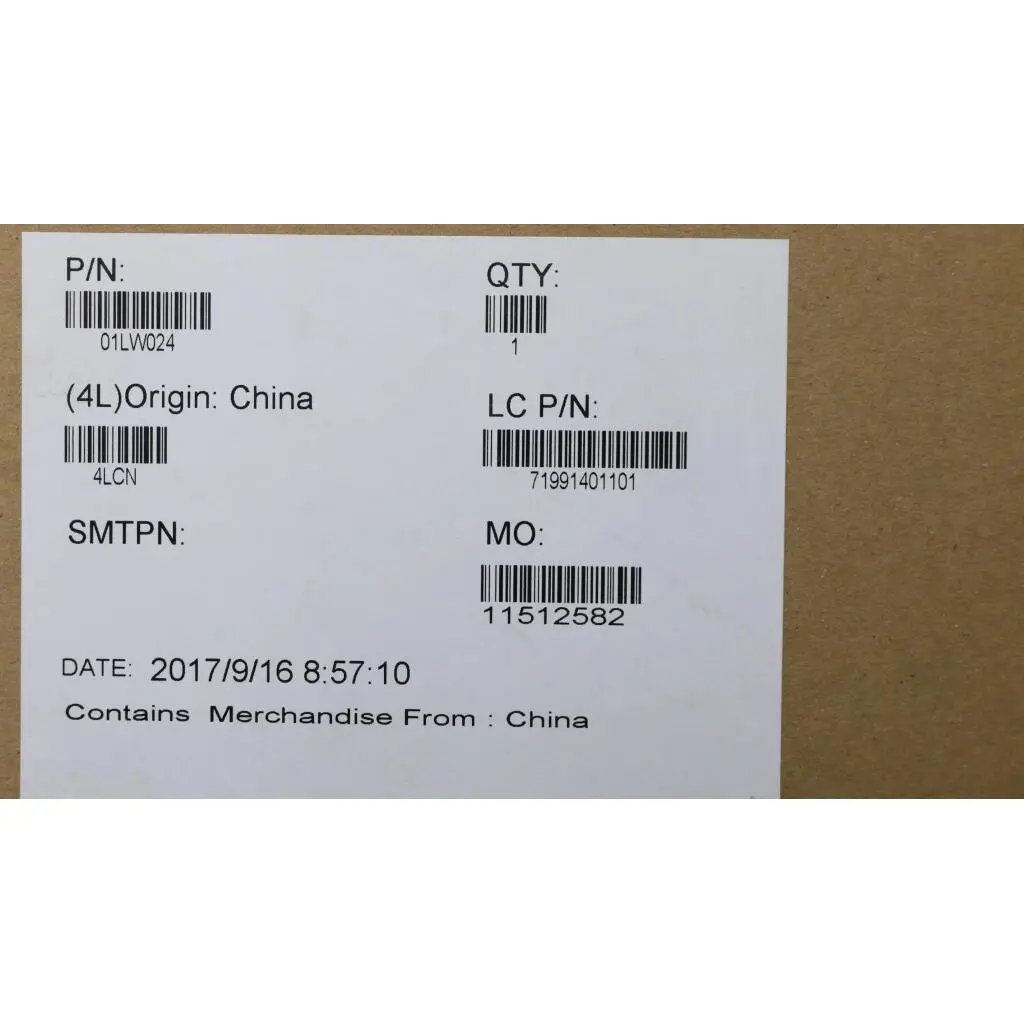 P/N:
01LW024
QTY:
1
(4L)Origin: China
4LCN
LC P/N:
71991401101
SMTPN:
MO:
11512582
DATE: 2017/9/16 8:57:10
Contains Merchandise From : China